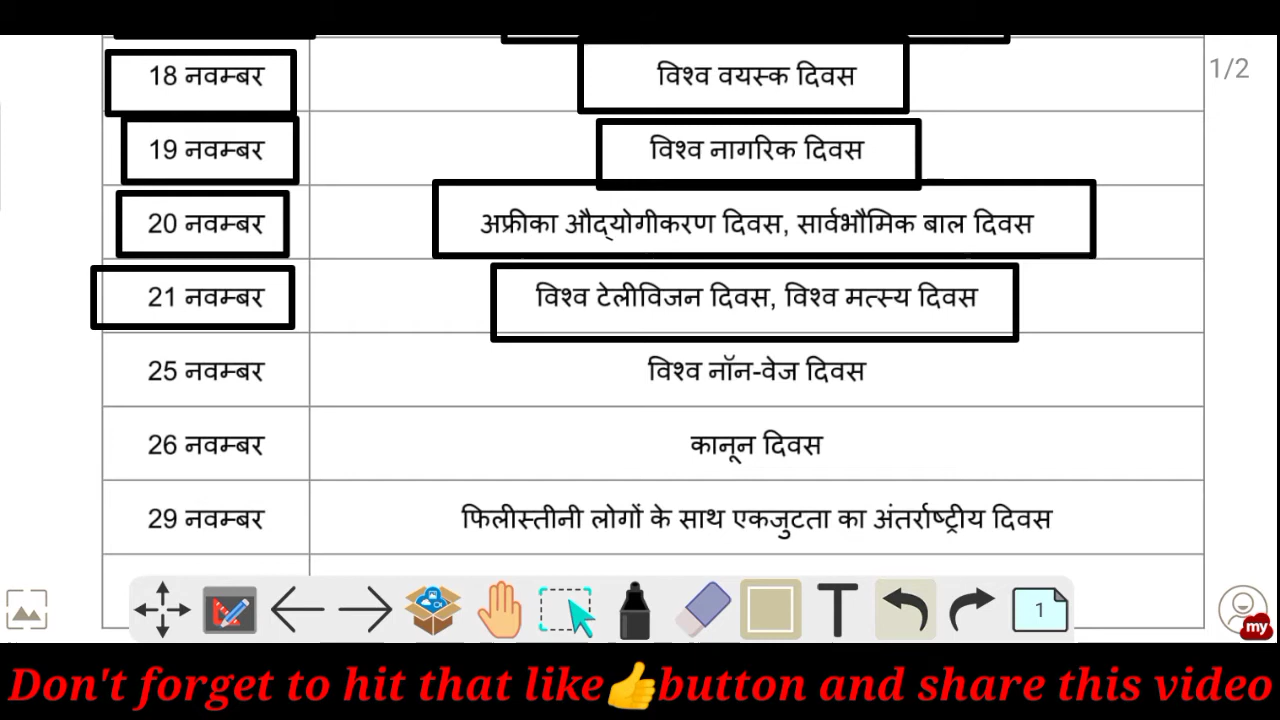 1/2
18 नवम्बर विश्व वयस्क दिवस
19 नवम्बर विश्व नागरिक दिवस
20 नवम्बर अफ्रीका औद्योगीकरण दिवस, सार्वभौमिक बाल दिवस
21 नवम्बर विश्व टेलीविजन दिवस, विश्व मत्स्य दिवस
25 नवम्बर विश्व नॉन-वेज दिवस
26 नवम्बर कानून दिवस
29 नवम्बर फिलीस्तीनी लोगों के साथ एकजुटता का अंतर्राष्ट्रीय दिवस
T 1
my
Don't forget to hit that like👍button and share this video